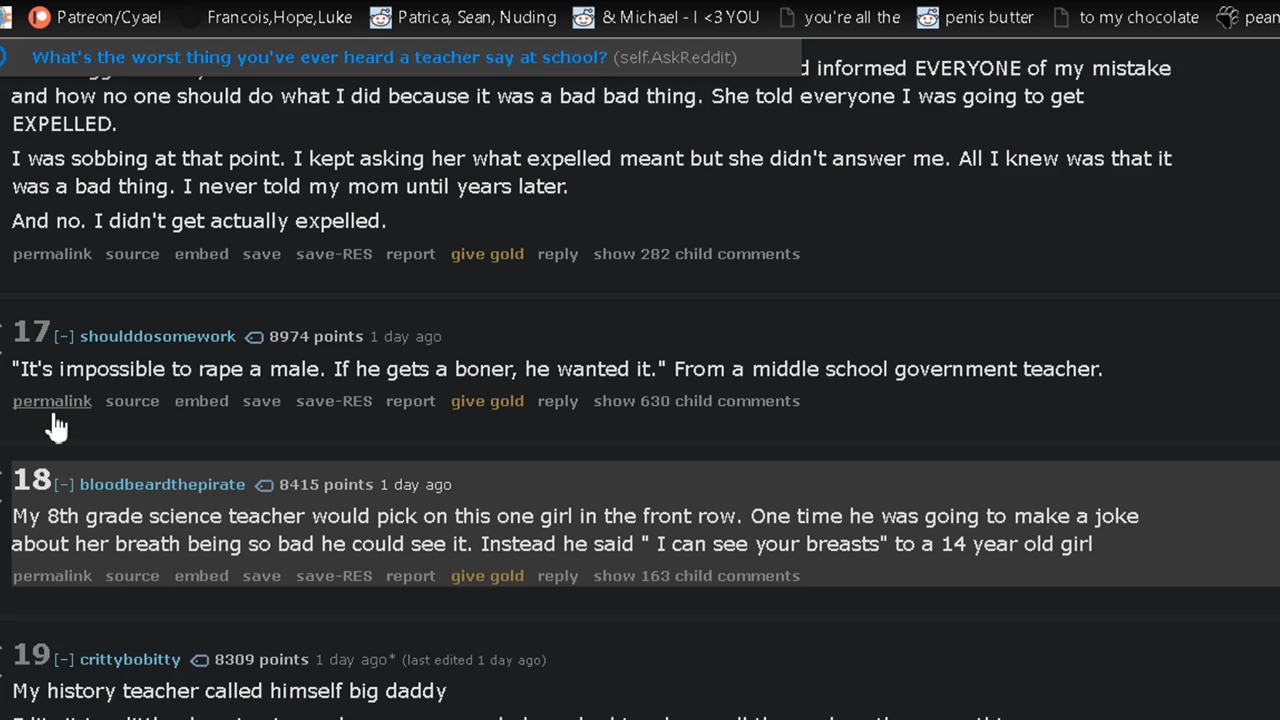 Patreon/Cyael Francois,Hope,Luke Patrica, Sean, Nuding & Michael - I <3 YOU you're all the penis butter to my chocolate pean
What's the worst thing you've ever heard a teacher say at school? (self.AskReddit)
d informed EVERYONE of my mistake
and how no one should do what I did because it was a bad bad thing. She told everyone I was going to get
EXPELLED.
I was sobbing at that point. I kept asking her what expelled meant but she didn't answer me. All I knew was that it
was a bad thing. I never told my mom until years later.
And no. I didn't get actually expelled.
permalink source embed save save-RES report give gold reply show 282 child comments
17 [-] shoulddosomework 8974 points 1 day ago
"It's impossible to rape a male. If he gets a boner, he wanted it." From a middle school government teacher.
permalink source embed save save-RES report give gold reply show 630 child comments
18 [-] bloodbeardthepirate 8415 points 1 day ago
My 8th grade science teacher would pick on this one girl in the front row. One time he was going to make a joke
about her breath being so bad he could see it. Instead he said " I can see your breasts" to a 14 year old girl
permalink source embed save save-RES report give gold reply show 163 child comments
19 [-] crittybobitty 8309 points 1 day ago* (last edited 1 day ago)
My history teacher called himself big daddy